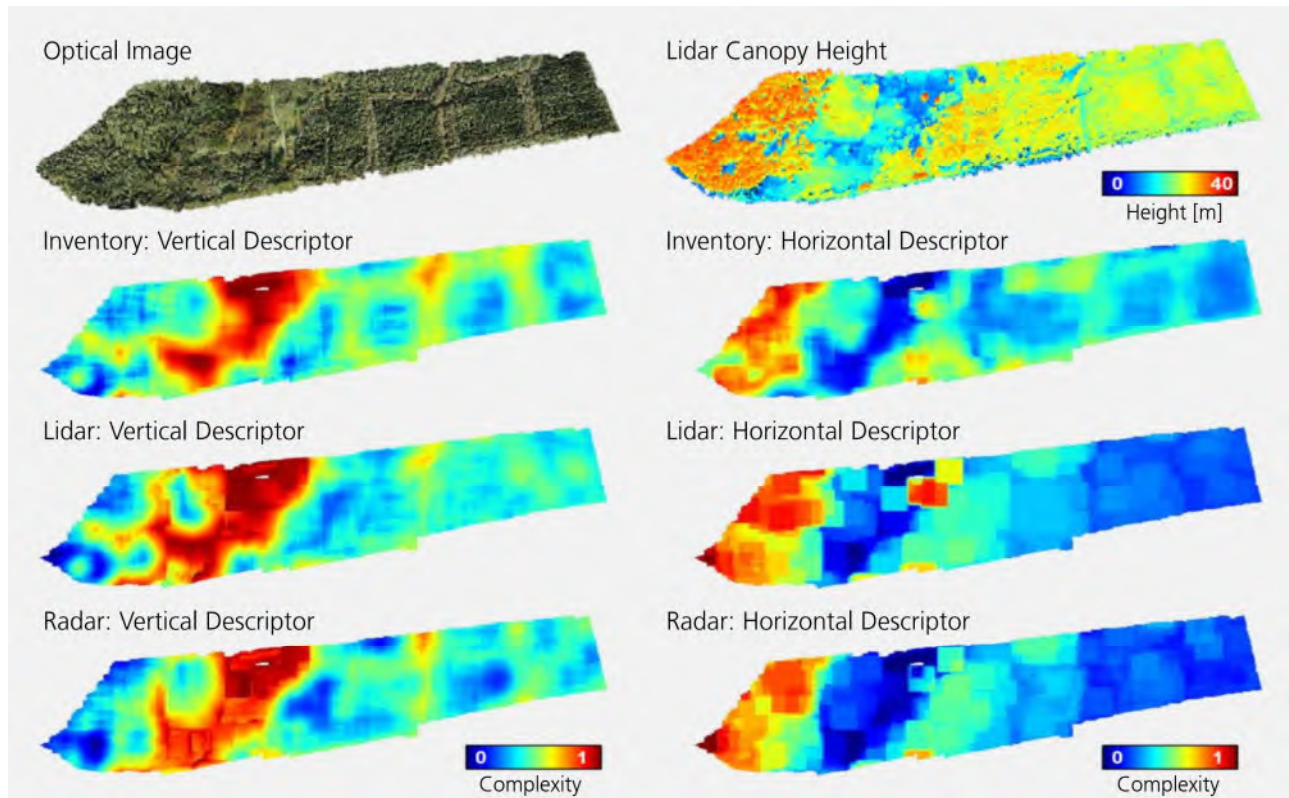 Optical Image
Lidar Canopy Height
0 40
Height [m]
Inventory: Vertical Descriptor
Inventory: Horizontal Descriptor
Lidar: Vertical Descriptor
Lidar: Horizontal Descriptor
Radar: Vertical Descriptor
Radar: Horizontal Descriptor
0 1
Complexity
0 1
Complexity